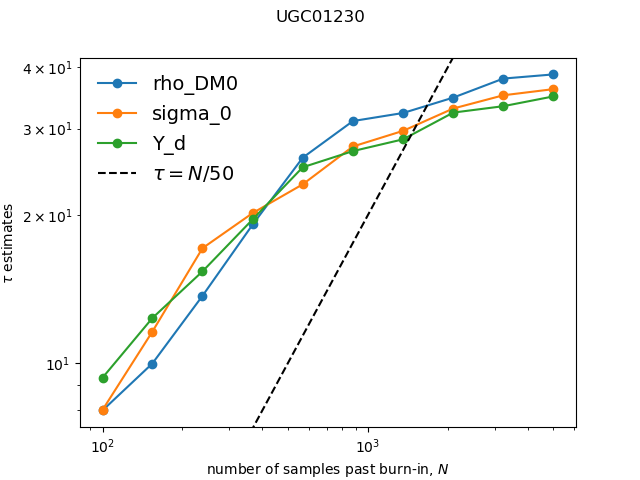 UGC01230
τ estimates
4 × 10¹
3 × 10¹
2 × 10¹
10¹
rho_DM0
sigma_0
Y_d
τ = N/50
10² 10³
number of samples past burn-in, N